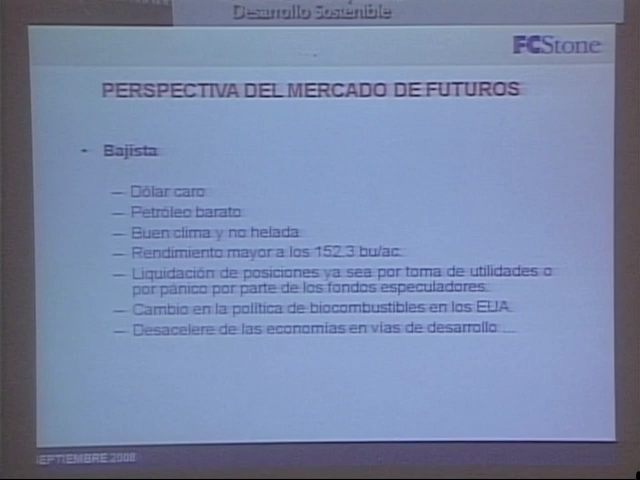 Desarrollo Sostenible
FCStone
PERSPECTIVA DEL MERCADO DE FUTUROS
• Bajista
— Dólar caro
— Petróleo barato
— Buen clima y no helada
— Rendimiento mayor a los 152.3 bu/ac
— Liquidación de posiciones ya sea por toma de utilidades o
por pánico por parte de los fondos especuladores.
— Cambio en la política de biocombustibles en los EUA.
— Desacelere de las economías en vías de desarrollo ...
SEPTIEMBRE 2008